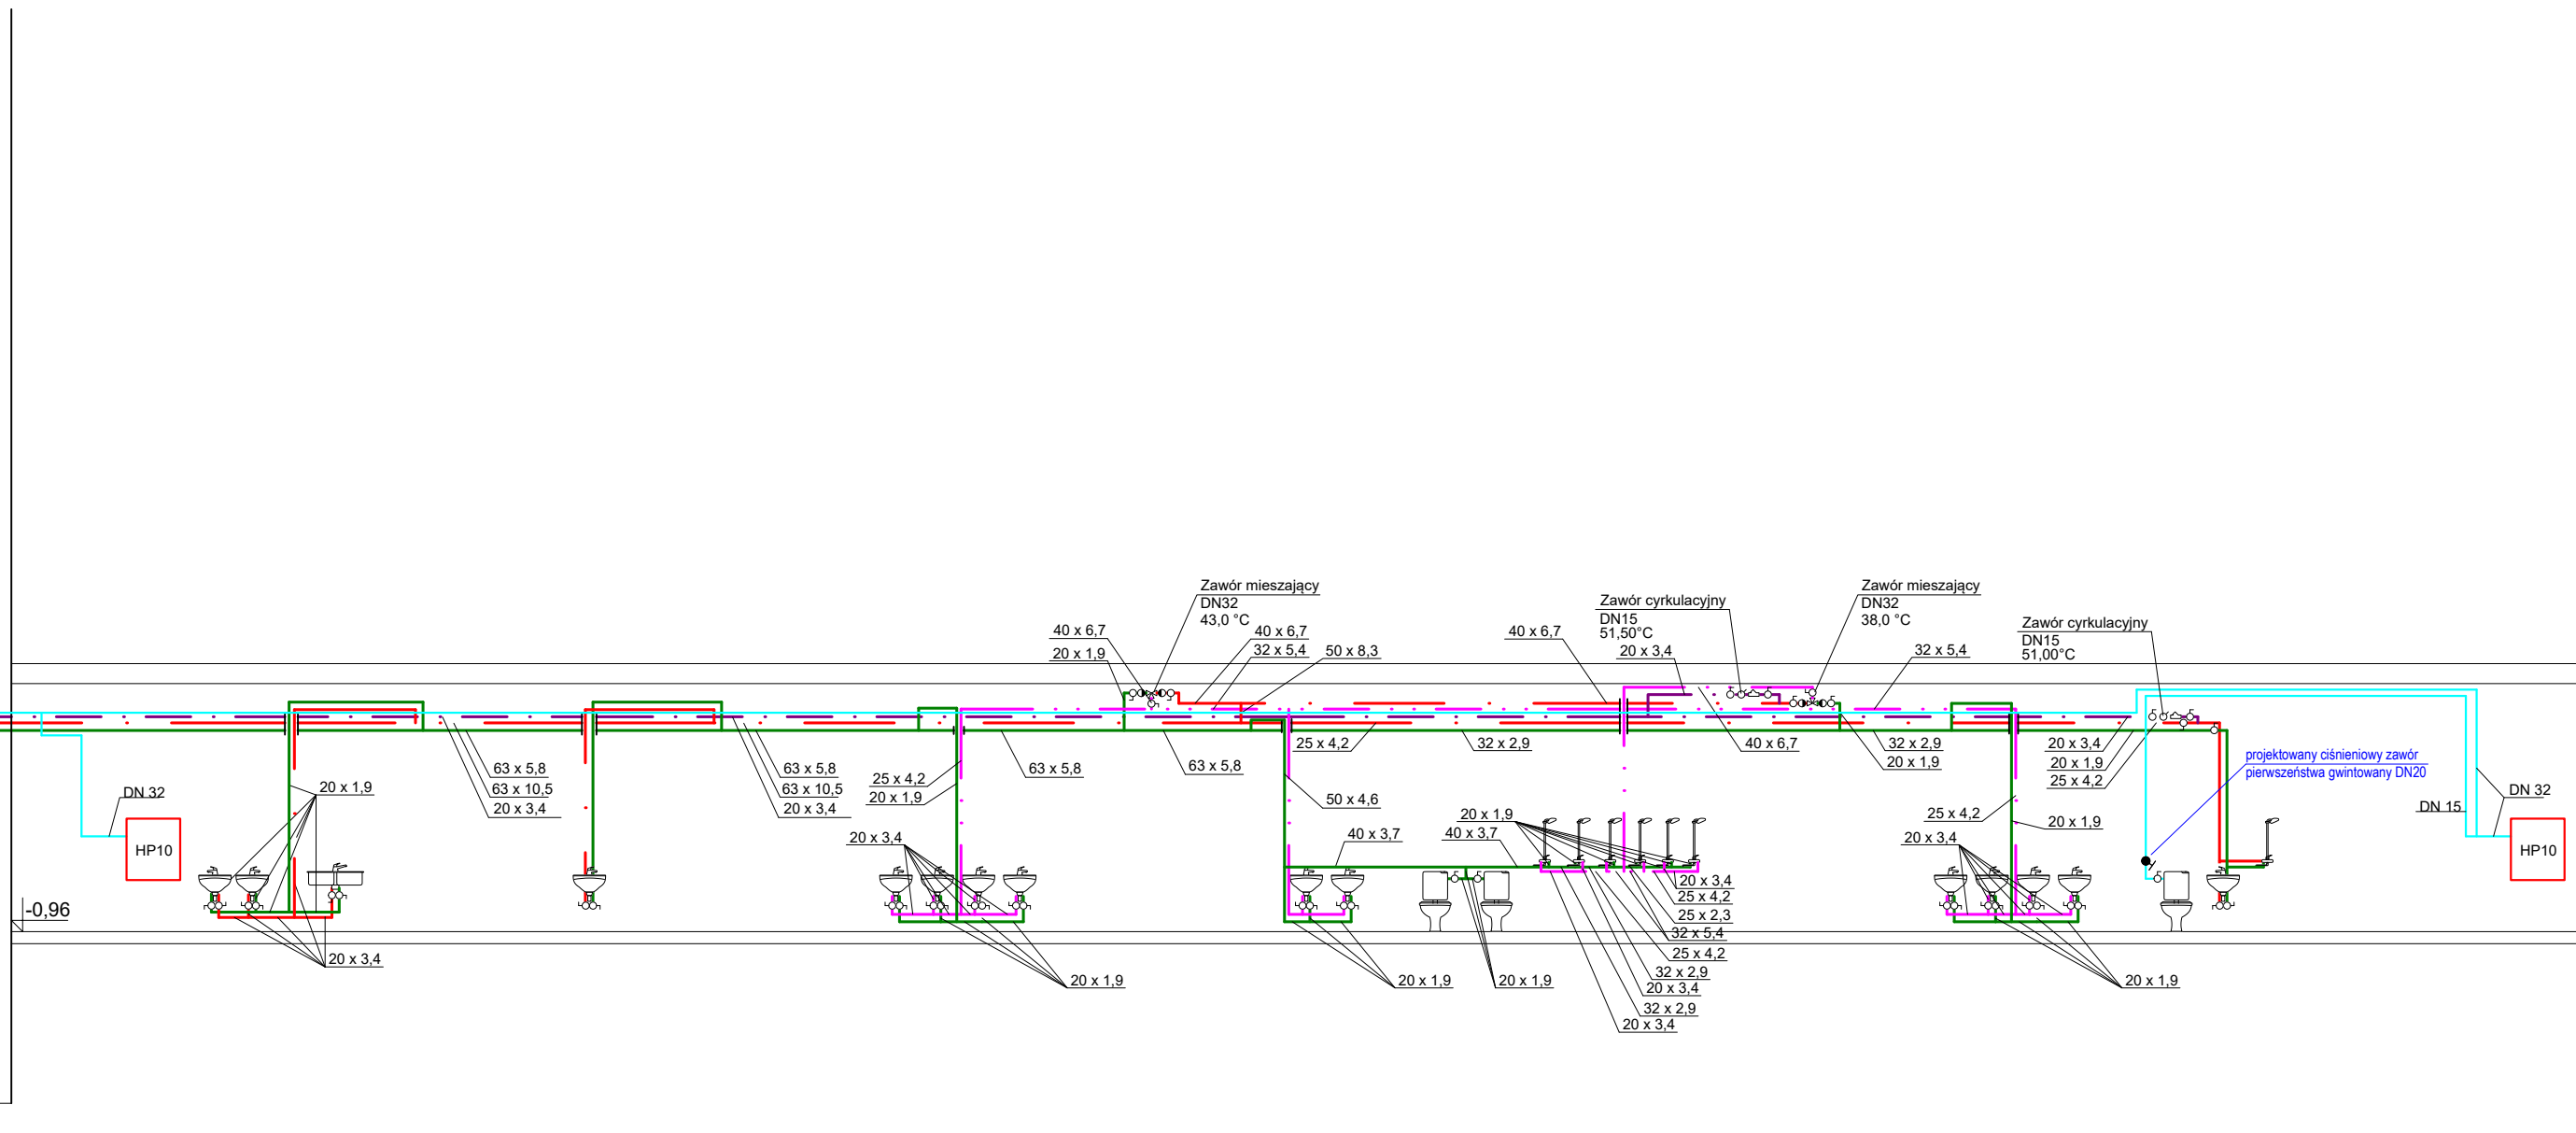 Zawór mieszający
DN32
43,0 °C
Zawór mieszający
DN32
38,0 °C
Zawór cyrkulacyjny
DN15
51,50°C
Zawór cyrkulacyjny
DN15
51,00°C
40 x 6,7
20 x 1,9
40 x 6,7
32 x 5,4
50 x 8,3
40 x 6,7
20 x 3,4
32 x 5,4
63 x 5,8
63 x 10,5
20 x 3,4
63 x 5,8
63 x 10,5
20 x 3,4
25 x 4,2
20 x 1,9
63 x 5,8
63 x 5,8
25 x 4,2
32 x 2,9
40 x 6,7
32 x 2,9
20 x 1,9
20 x 3,4
20 x 1,9
25 x 4,2
projektowany ciśnieniowy zawór
pierwszeństwa gwintowany DN20
DN 32
20 x 1,9
50 x 4,6
20 x 1,9
40 x 3,7
40 x 3,7
25 x 4,2
20 x 1,9
DN 15
DN 32
HP10
20 x 3,4
20 x 3,4
HP10
20 x 3,4
25 x 4,2
25 x 2,3
32 x 5,4
25 x 4,2
32 x 2,9
20 x 3,4
32 x 2,9
20 x 3,4
-0,96
20 x 3,4
20 x 1,9
20 x 1,9
20 x 1,9
20 x 1,9